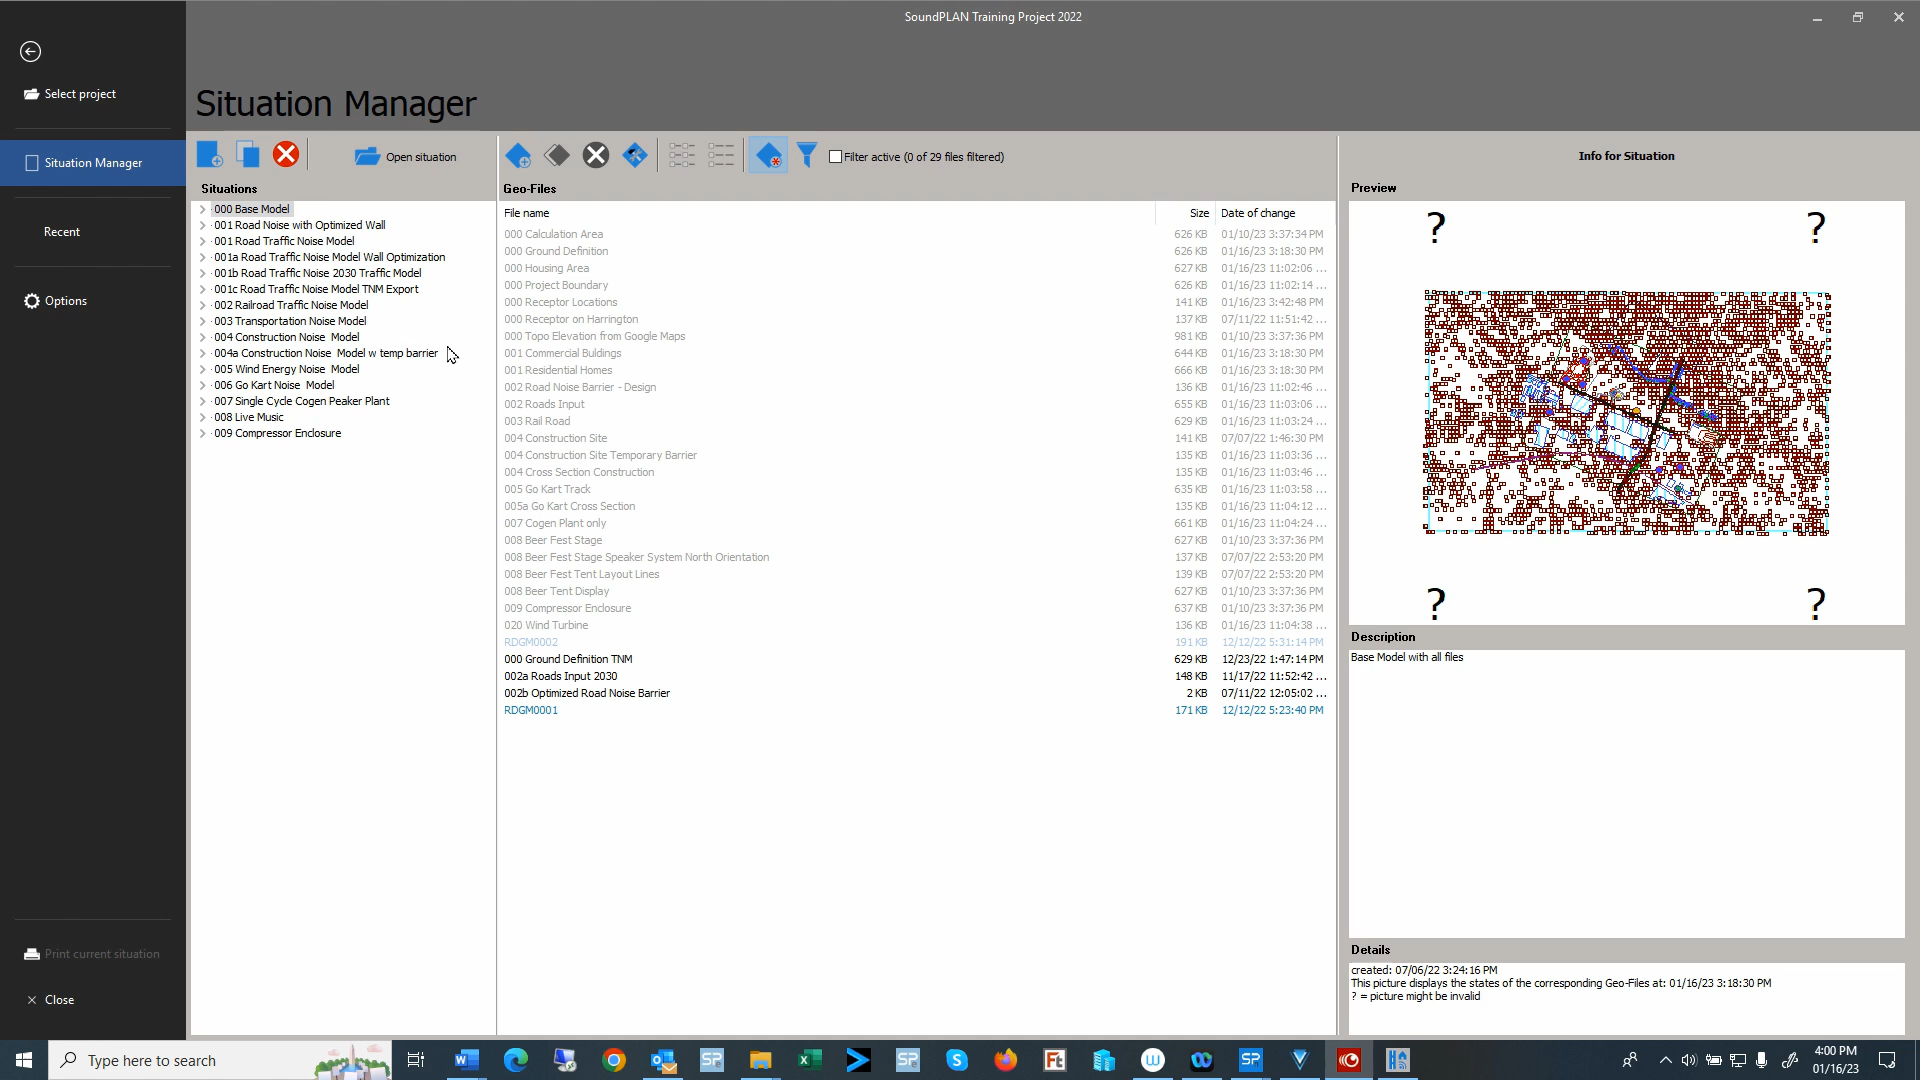 SoundPLAN Training Project 2022
Select project
Situation Manager
Recent
Options
Print current situation
Close
Situation Manager
Open situation
Filter active (0 of 29 files filtered)
Info for Situation
Situations
000 Base Model
001 Road Noise with Optimized Wall
001 Road Traffic Noise Model
001a Road Traffic Noise Model Wall Optimization
001b Road Traffic Noise 2030 Traffic Model
001c Road Traffic Noise Model TNM Export
002 Railroad Traffic Noise Model
003 Transportation Noise Model
004 Construction Noise Model
004a Construction Noise Model w temp barrier
005 Wind Energy Noise Model
006 Go Kart Noise Model
007 Single Cycle Cogen Peaker Plant
008 Live Music
009 Compressor Enclosure
Geo-Files
File name Size Date of change
000 Calculation Area 626 KB 01/10/23 3:37:34 PM
000 Ground Definition 626 KB 01/16/23 3:18:30 PM
000 Housing Area 627 KB 01/16/23 11:02:06 ...
000 Project Boundary 626 KB 01/16/23 11:02:14 ...
000 Receptor Locations 141 KB 01/16/23 3:42:48 PM
000 Receptor on Harrington 137 KB 07/11/22 11:51:42 ...
000 Topo Elevation from Google Maps 981 KB 01/10/23 3:37:36 PM
001 Commercial Buldings 644 KB 01/16/23 3:18:30 PM
001 Residential Homes 666 KB 01/16/23 3:18:30 PM
002 Road Noise Barrier - Design 136 KB 01/16/23 11:02:46 ...
002 Roads Input 655 KB 01/16/23 11:03:06 ...
003 Rail Road 629 KB 01/16/23 11:03:24 ...
004 Construction Site 141 KB 07/07/22 1:46:30 PM
004 Construction Site Temporary Barrier 135 KB 01/16/23 11:03:36 ...
004 Cross Section Construction 135 KB 01/16/23 11:03:46 ...
005 Go Kart Track 635 KB 01/16/23 11:03:58 ...
005a Go Kart Cross Section 135 KB 01/16/23 11:04:12 ...
007 Cogen Plant only 661 KB 01/16/23 11:04:24 ...
008 Beer Fest Stage 627 KB 01/10/23 3:37:36 PM
008 Beer Fest Stage Speaker System North Orientation 137 KB 07/07/22 2:53:20 PM
008 Beer Fest Tent Layout Lines 139 KB 07/07/22 2:53:20 PM
008 Beer Tent Display 627 KB 01/10/23 3:37:36 PM
009 Compressor Enclosure 637 KB 01/10/23 3:37:36 PM
020 Wind Turbine 136 KB 01/16/23 11:04:38 ...
RDGM0002 191 KB 12/12/22 5:31:14 PM
000 Ground Definition TNM 629 KB 12/23/22 1:47:14 PM
002a Roads Input 2030 148 KB 11/17/22 11:52:42 ...
002b Optimized Road Noise Barrier 2 KB 07/11/22 12:05:02 ...
RDGM0001 171 KB 12/12/22 5:23:40 PM
Preview
? ?
? ?
Description
Base Model with all files
Details
created: 07/06/22 3:24:16 PM
This picture displays the states of the corresponding Geo-Files at: 01/16/23 3:18:30 PM
? = picture might be invalid
Type here to search
4:00 PM
01/16/23